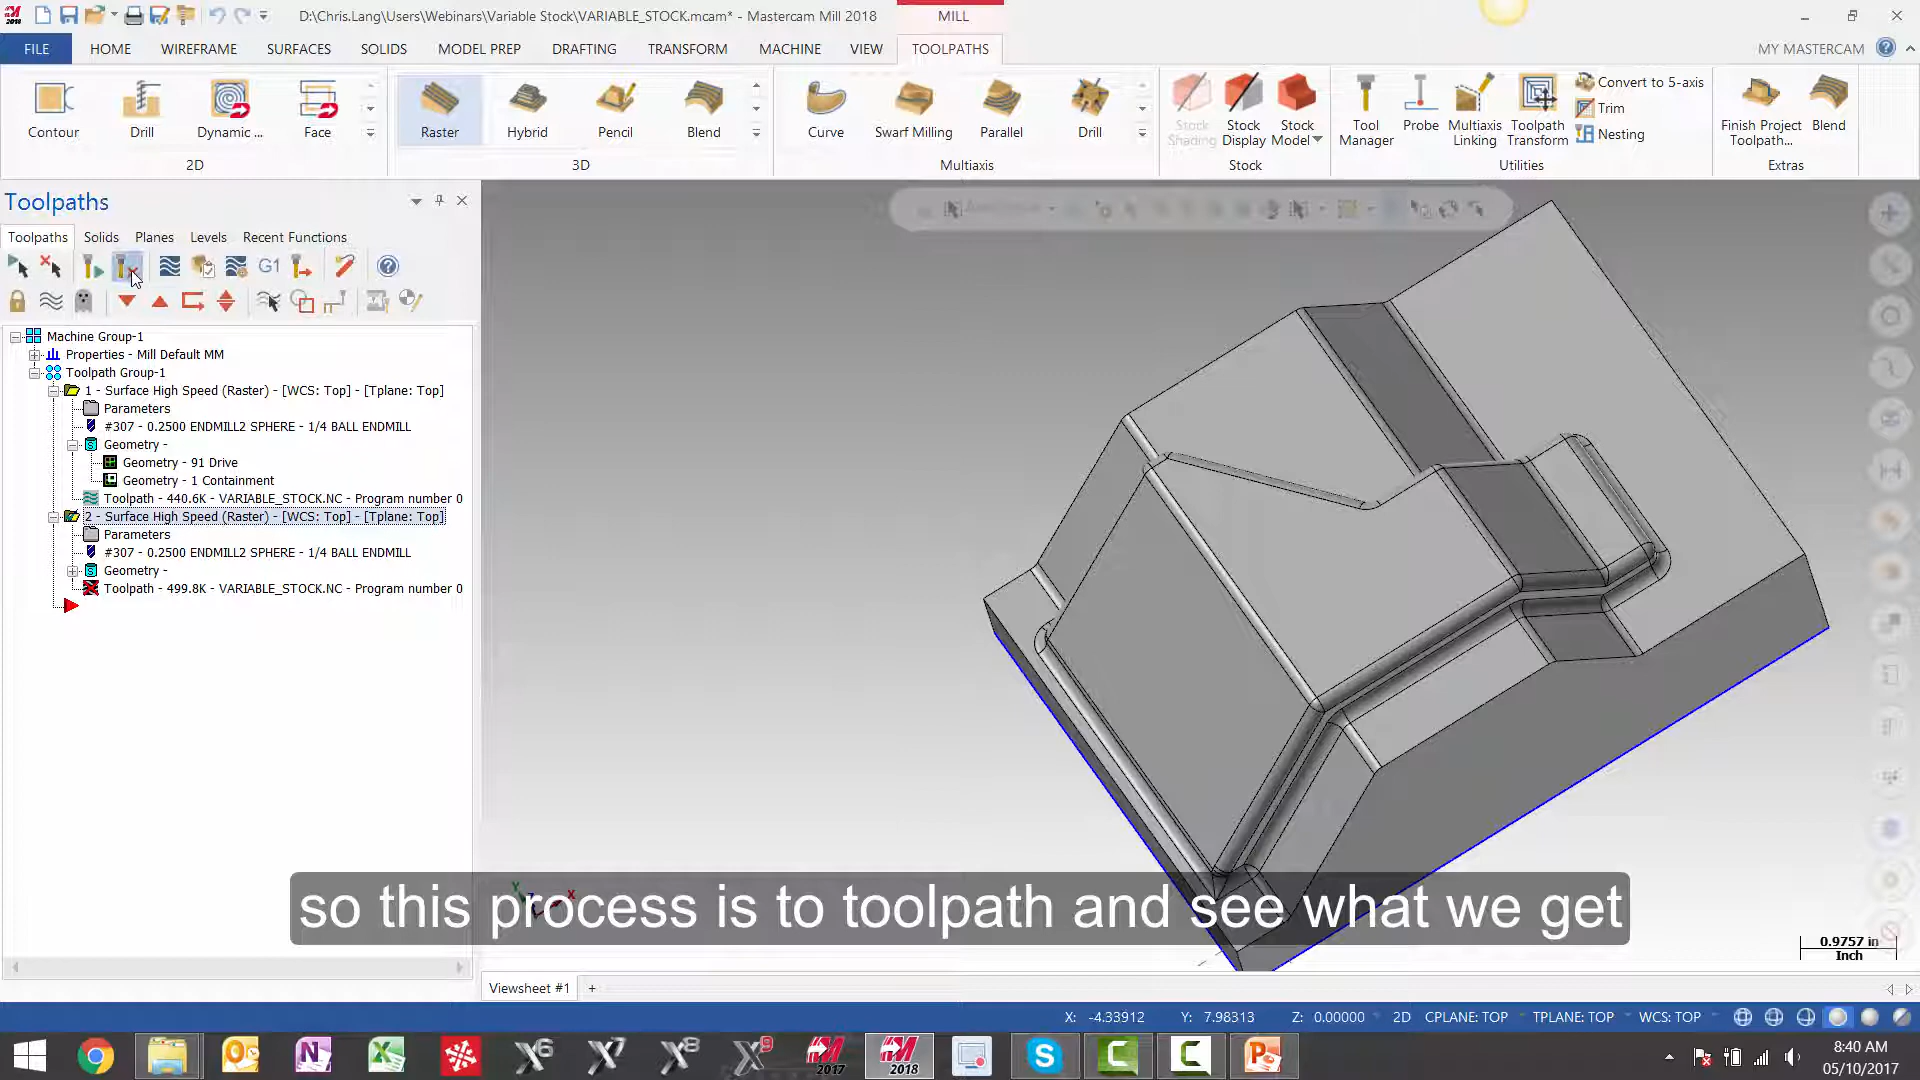 D:\Chris.Lang\Users\Webinars\Variable Stock\VARIABLE_STOCK.mcam* - Mastercam Mill 2018
MILL
FILE HOME WIREFRAME SURFACES SOLIDS MODEL PREP DRAFTING TRANSFORM MACHINE VIEW TOOLPATHS MY MASTERCAM
Contour Drill Dynamic ... Face Raster Hybrid Pencil Blend Curve Swarf Milling Parallel Drill
Stock Shading Stock Display Stock Model Tool Manager Probe Multiaxis Linking Toolpath Transform
Convert to 5-axis
Trim
Nesting
Finish Project Toolpath... Blend
2D 3D Multiaxis Stock Utilities Extras
Toolpaths
Toolpaths Solids Planes Levels Recent Functions
G1
Machine Group-1
Properties - Mill Default MM
Toolpath Group-1
1 - Surface High Speed (Raster) - [WCS: Top] - [Tplane: Top]
Parameters
#307 - 0.2500 ENDMILL2 SPHERE - 1/4 BALL ENDMILL
Geometry -
Geometry - 91 Drive
Geometry - 1 Containment
Toolpath - 440.6K - VARIABLE_STOCK.NC - Program number 0
2 - Surface High Speed (Raster) - [WCS: Top] - [Tplane: Top]
Parameters
#307 - 0.2500 ENDMILL2 SPHERE - 1/4 BALL ENDMILL
Geometry -
Toolpath - 499.8K - VARIABLE_STOCK.NC - Program number 0
so this process is to toolpath and see what we get
0.9757 in
Inch
Viewsheet #1 +
X: -4.33912 Y: 7.98313 Z: 0.00000 2D CPLANE: TOP TPLANE: TOP WCS: TOP
X6 X7 X8 X9 2017 2018
8:40 AM
05/10/2017